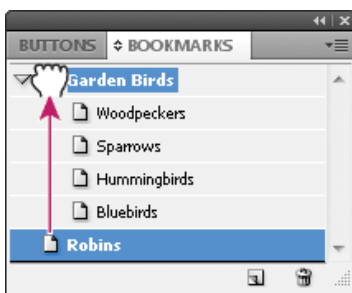 BUTTONS BOOKMARKS
Garden Birds
Woodpeckers
Sparrows
Hummingbirds
Bluebirds
Robins